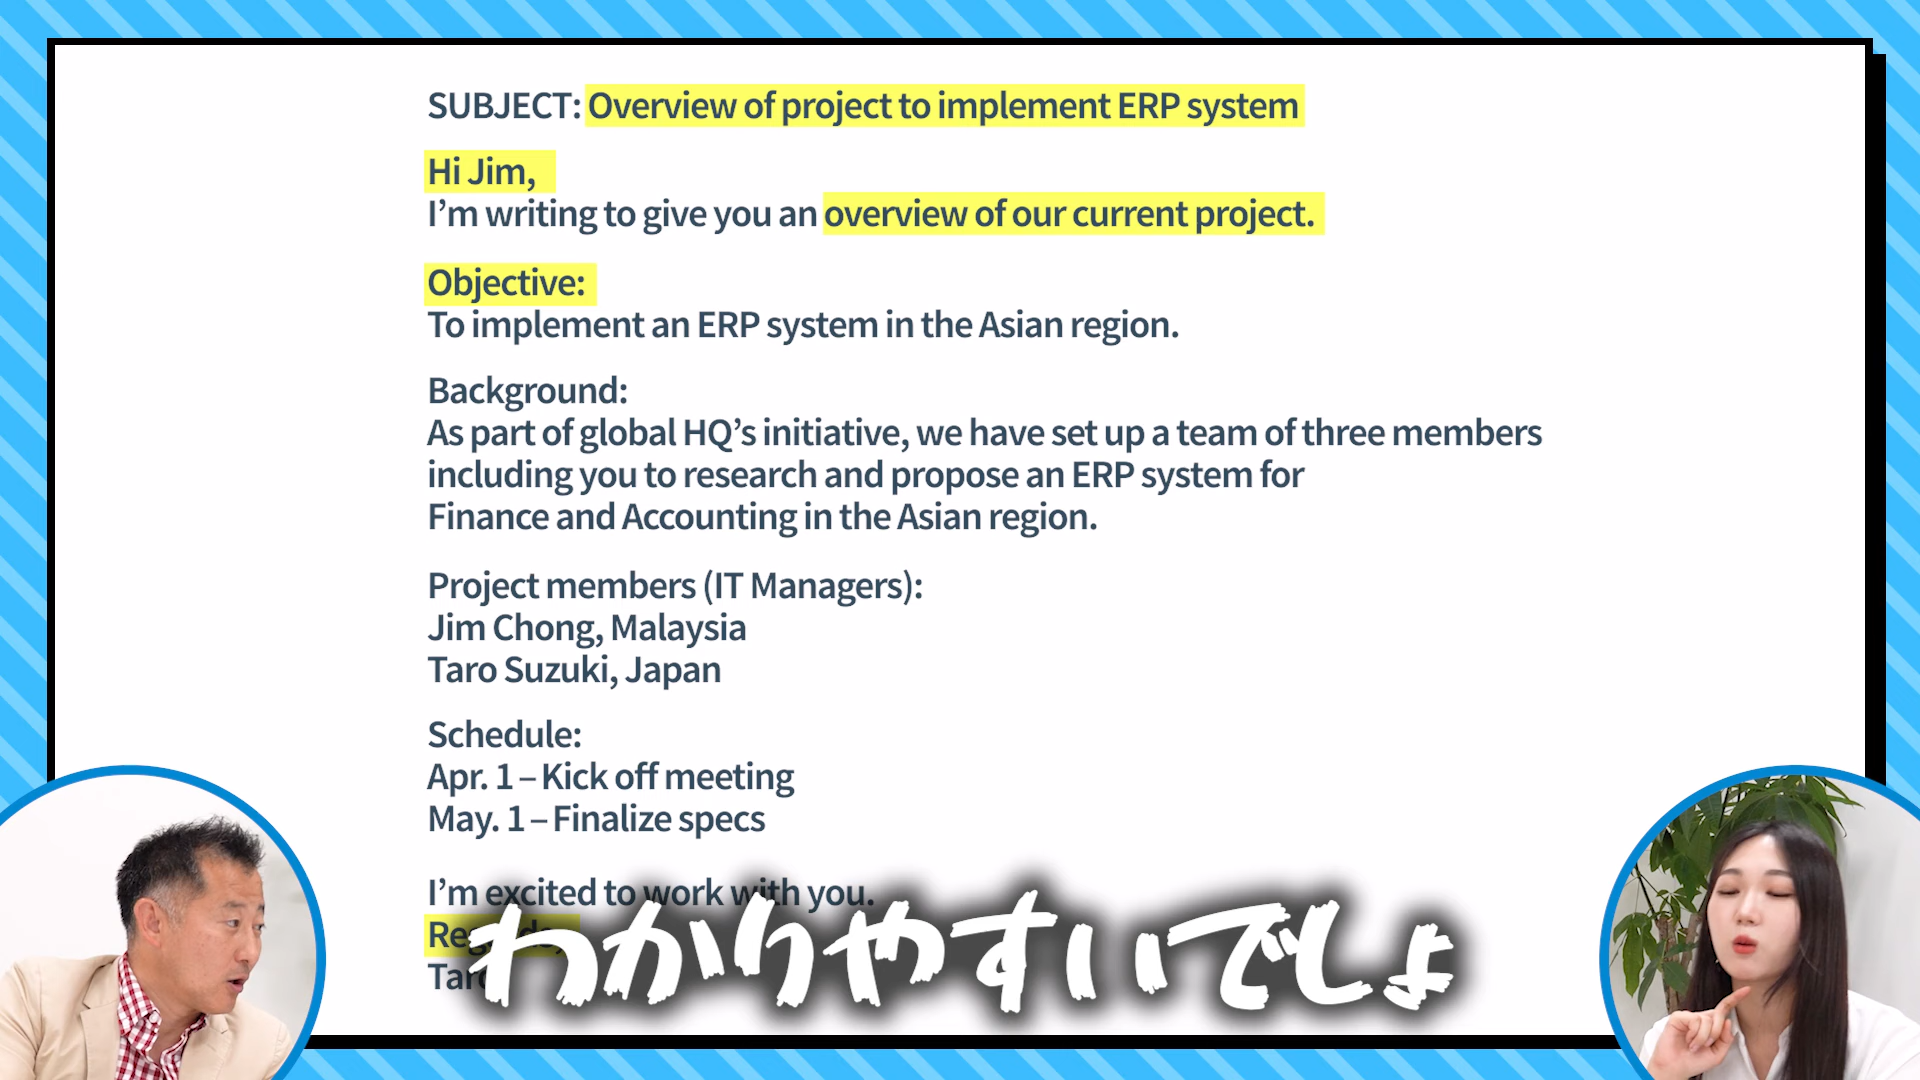 SUBJECT: Overview of project to implement ERP system
Hi Jim,
I'm writing to give you an overview of our current project.
Objective:
To implement an ERP system in the Asian region.
Background:
As part of global HQ's initiative, we have set up a team of three members
including you to research and propose an ERP system for
Finance and Accounting in the Asian region.
Project members (IT Managers):
Jim Chong, Malaysia
Taro Suzuki, Japan
Schedule:
Apr. 1 – Kick off meeting
May. 1 – Finalize specs
I'm excited to work with you.
わかりやすいでしょ